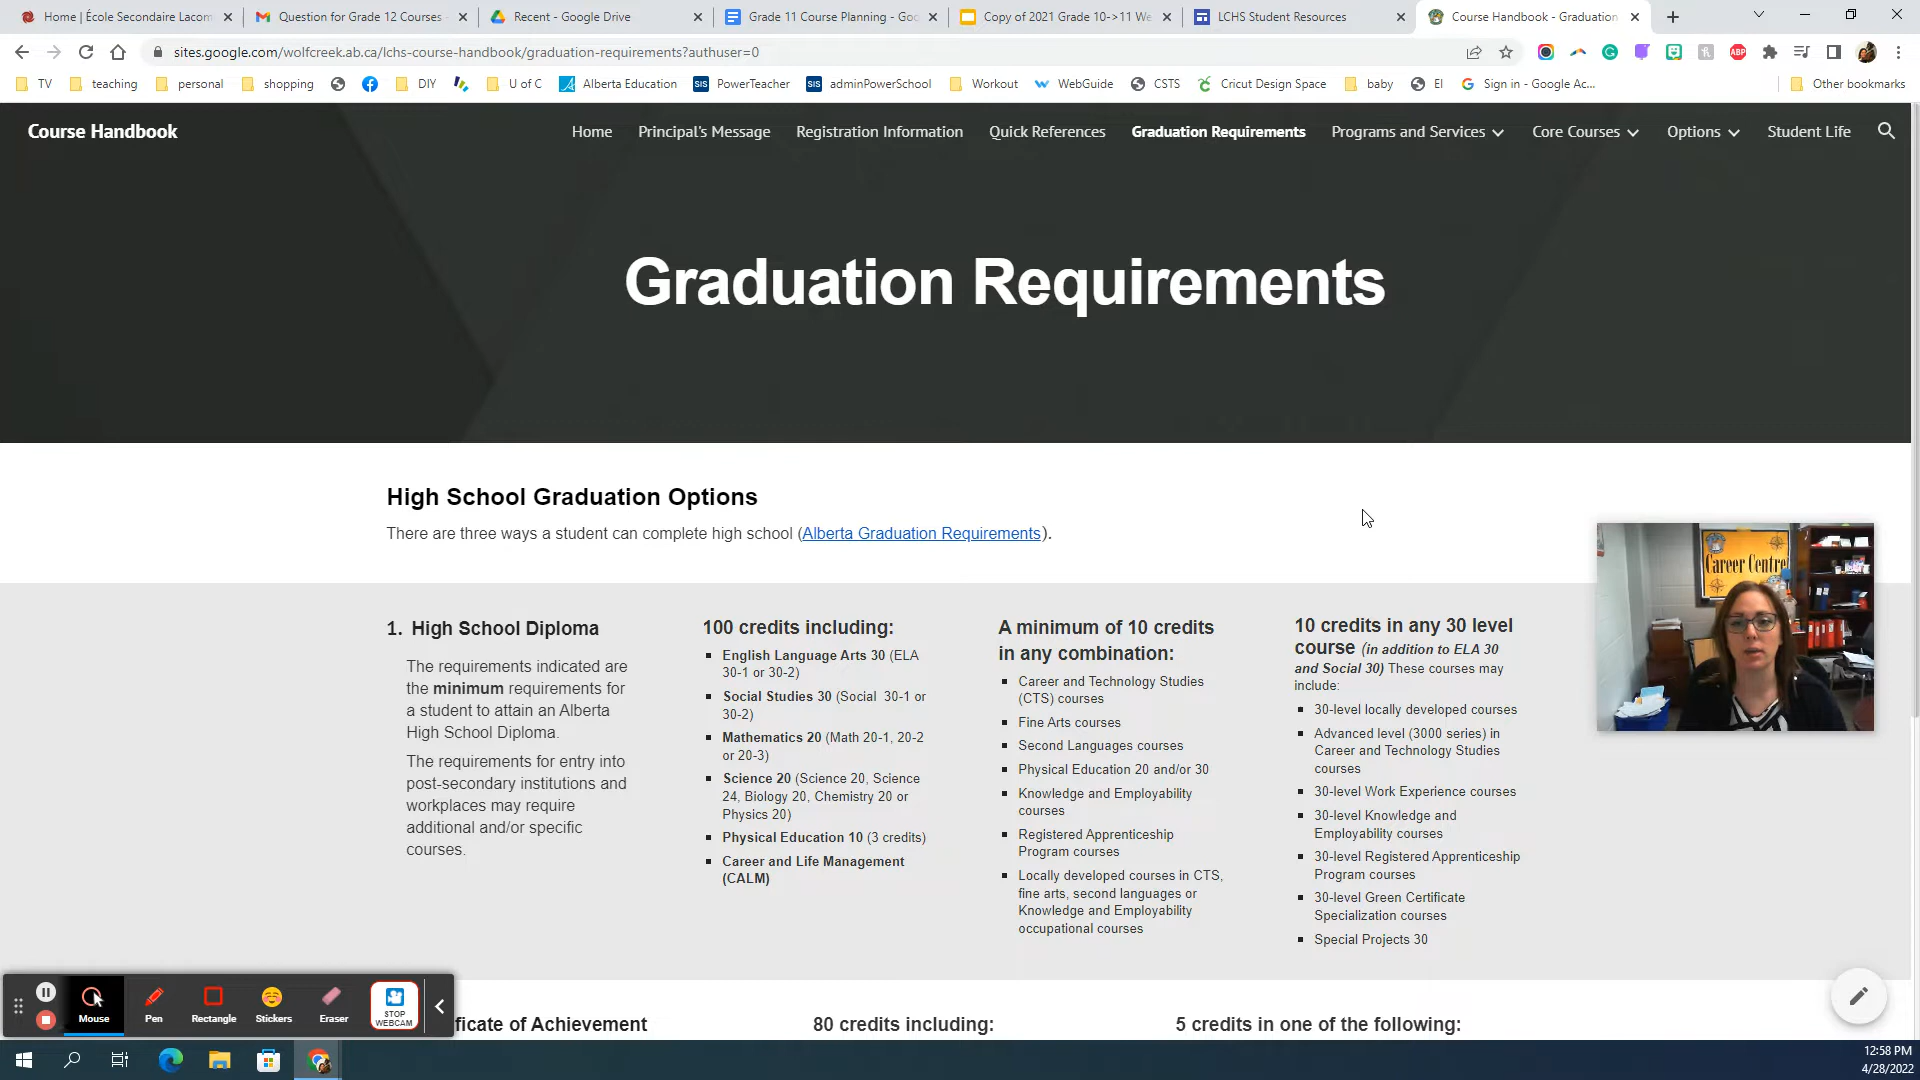 Home | École Secondaire Lacom
Question for Grade 12 Courses
Recent - Google Drive
Grade 11 Course Planning - Goo
Copy of 2021 Grade 10->11 We
LCHS Student Resources
Course Handbook - Graduation
sites.google.com/wolfcreek.ab.ca/lchs-course-handbook/graduation-requirements?authuser=0
TV
teaching
personal
shopping
DIY
U of C
Alberta Education
SIS PowerTeacher
SIS adminPowerSchool
Workout
WebGuide
CSTS
Cricut Design Space
baby
EI
Sign in - Google Ac...
Other bookmarks
Course Handbook
Home
Principal's Message
Registration Information
Quick References
Graduation Requirements
Programs and Services
Core Courses
Options
Student Life
Graduation Requirements
High School Graduation Options
There are three ways a student can complete high school (Alberta Graduation Requirements).
1. High School Diploma
The requirements indicated are
the minimum requirements for
a student to attain an Alberta
High School Diploma.
The requirements for entry into
post-secondary institutions and
workplaces may require
additional and/or specific
courses.
100 credits including:
English Language Arts 30 (ELA
30-1 or 30-2)
Social Studies 30 (Social 30-1 or
30-2)
Mathematics 20 (Math 20-1, 20-2
or 20-3)
Science 20 (Science 20, Science
24, Biology 20, Chemistry 20 or
Physics 20)
Physical Education 10 (3 credits)
Career and Life Management
(CALM)
A minimum of 10 credits
in any combination:
Career and Technology Studies
(CTS) courses
Fine Arts courses
Second Languages courses
Physical Education 20 and/or 30
Knowledge and Employability
courses
Registered Apprenticeship
Program courses
Locally developed courses in CTS,
fine arts, second languages or
Knowledge and Employability
occupational courses
10 credits in any 30 level
course (in addition to ELA 30
and Social 30) These courses may
include:
30-level locally developed courses
Advanced level (3000 series) in
Career and Technology Studies
courses
30-level Work Experience courses
30-level Knowledge and
Employability courses
30-level Registered Apprenticeship
Program courses
30-level Green Certificate
Specialization courses
Special Projects 30
Career Centre
Mouse
Pen
Rectangle
Stickers
Eraser
STOP
WEBCAM
ficate of Achievement
80 credits including:
5 credits in one of the following:
12:58 PM
4/28/2022